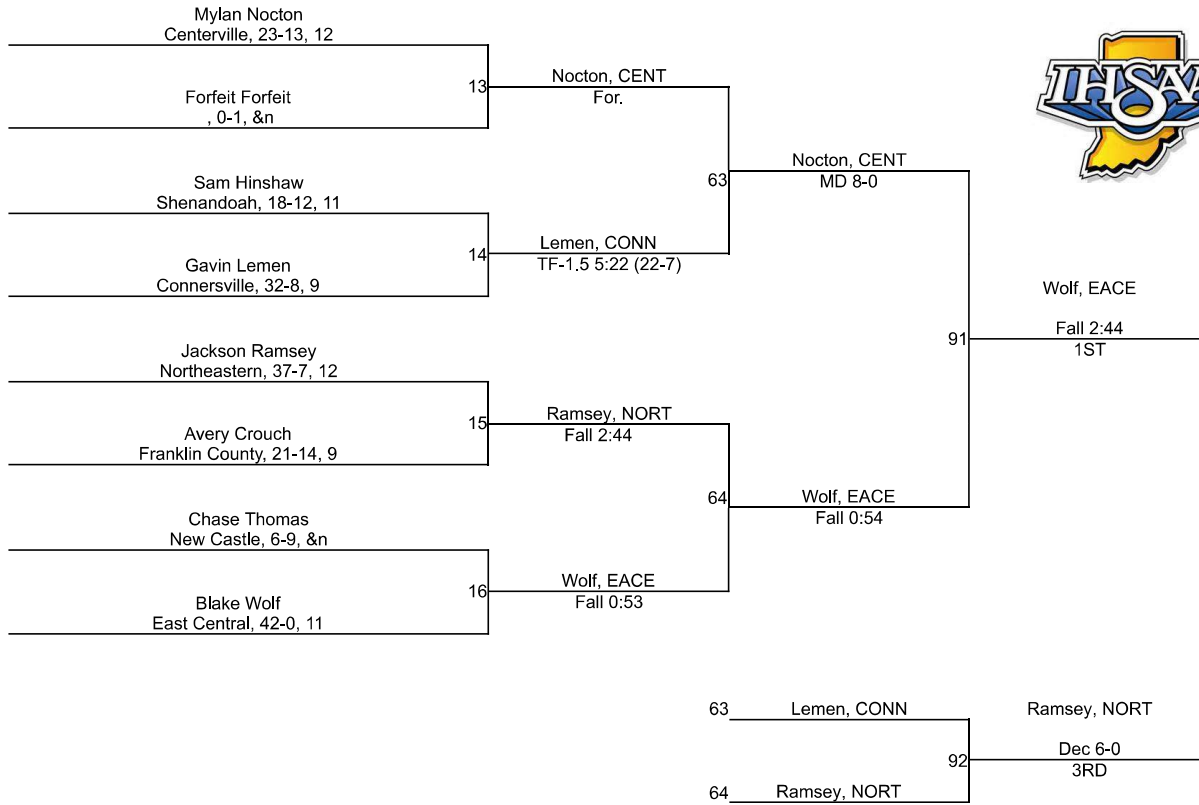 Mylan Nocton
Centerville, 23-13, 12
Forfeit Forfeit
, 0-1, &n
13
Nocton, CENT
For.
Sam Hinshaw
Shenandoah, 18-12, 11
Gavin Lemen
Connersville, 32-8, 9
14
Lemen, CONN
TF-1.5 5:22 (22-7)
63
Nocton, CENT
MD 8-0
Jackson Ramsey
Northeastern, 37-7, 12
Avery Crouch
Franklin County, 21-14, 9
15
Ramsey, NORT
Fall 2:44
Chase Thomas
New Castle, 6-9, &n
Blake Wolf
East Central, 42-0, 11
16
Wolf, EACE
Fall 0:53
64
Wolf, EACE
Fall 0:54
91
Wolf, EACE
Fall 2:44
1ST
IHSAA
63
Lemen, CONN
64
Ramsey, NORT
92
Ramsey, NORT
Dec 6-0
3RD